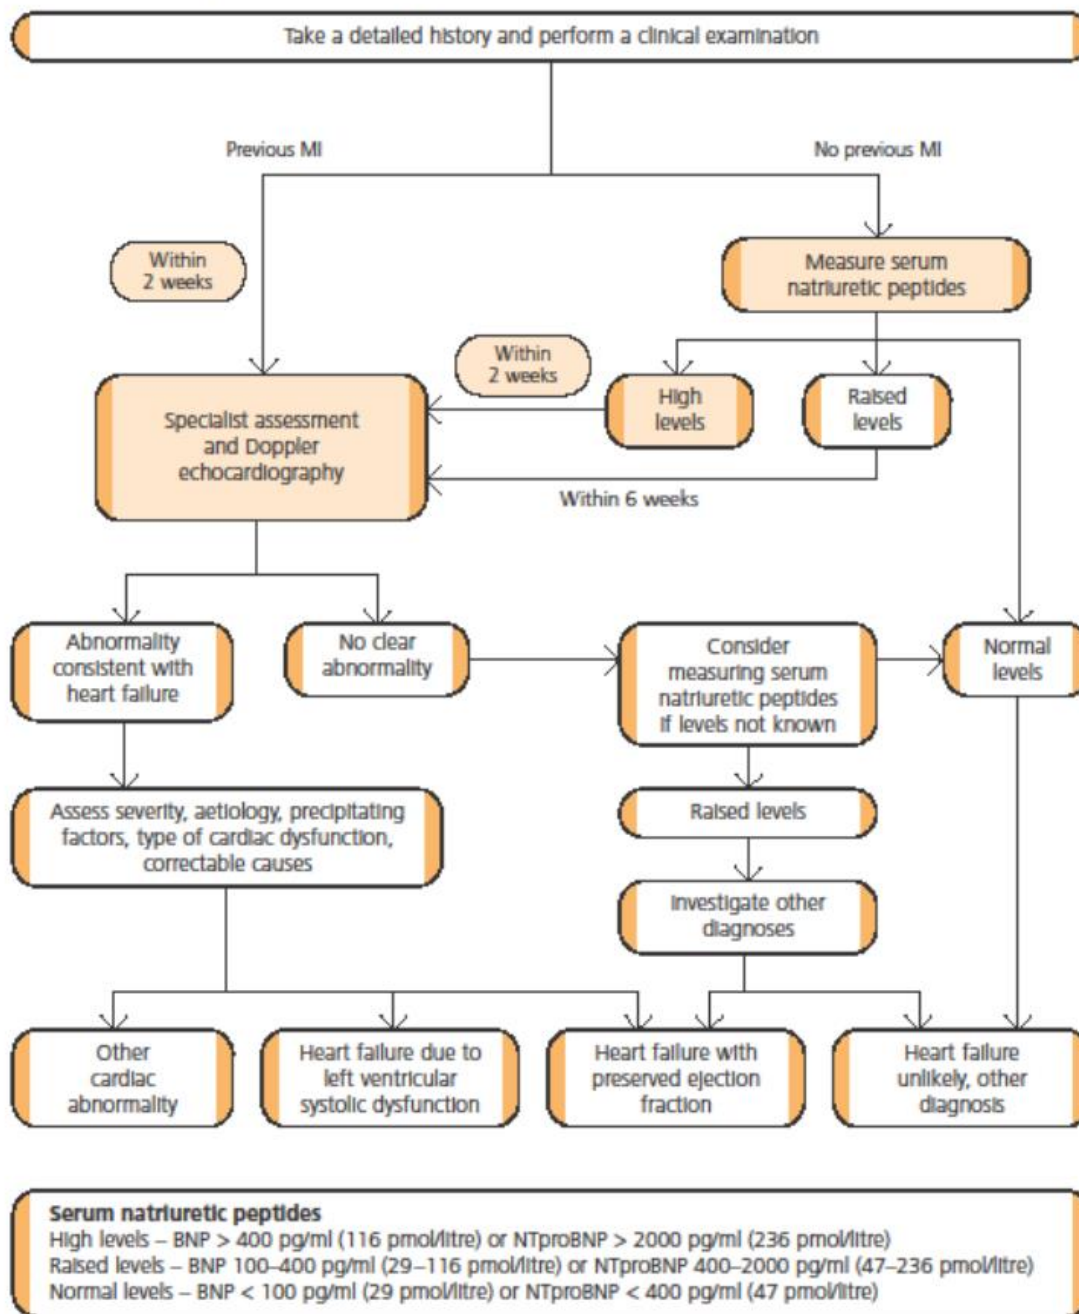 Take a detailed history and perform a clinical examination
Previous MI
No previous MI
Within
2 weeks
Measure serum
natriuretic peptides
Within
2 weeks
High
levels
Raised
levels
Specialist assessment
and Doppler
echocardiography
Within 6 weeks
Abnormality
consistent with
heart failure
No clear
abnormality
Consider
measuring serum
natriuretic peptides
if levels not known
Normal
levels
Assess severity, aetiology, precipitating
factors, type of cardiac dysfunction,
correctable causes
Raised levels
Investigate other
diagnoses
Other
cardiac
abnormality
Heart failure due to
left ventricular
systolic dysfunction
Heart failure with
preserved ejection
fraction
Heart failure
unlikely, other
diagnosis
Serum natriuretic peptides
High levels – BNP > 400 pg/ml (116 pmol/litre) or NTproBNP > 2000 pg/ml (236 pmol/litre)
Raised levels – BNP 100–400 pg/ml (29–116 pmol/litre) or NTproBNP 400–2000 pg/ml (47–236 pmol/litre)
Normal levels – BNP < 100 pg/ml (29 pmol/litre) or NTproBNP < 400 pg/ml (47 pmol/litre)